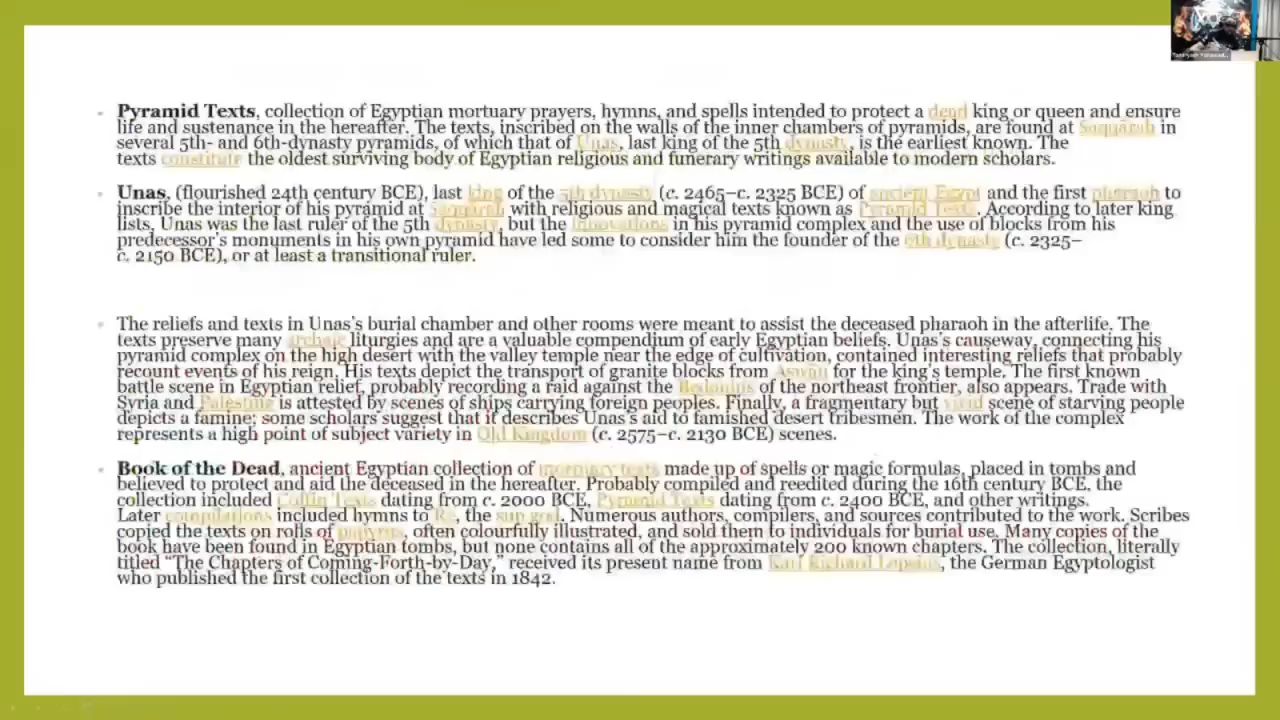 Pyramid Texts, collection of Egyptian mortuary prayers, hymns, and spells intended to protect a dead king or queen and ensure
life and sustenance in the hereafter. The texts, inscribed on the walls of the inner chambers of pyramids, are found at Saqqārah in
several 5th- and 6th-dynasty pyramids, of which that of Unas, last king of the 5th dynasty, is the earliest known. The
texts constitute the oldest surviving body of Egyptian religious and funerary writings available to modern scholars.
Unas, (flourished 24th century BCE), last king of the 5th dynasty (c. 2465–c. 2325 BCE) of ancient Egypt and the first pharaoh to
inscribe the interior of his pyramid at Saqqārah with religious and magical texts known as Pyramid Texts. According to later king
lists, Unas was the last ruler of the 5th dynasty, but the innovations in his pyramid complex and the use of blocks from his
predecessor's monuments in his own pyramid have led some to consider him the founder of the 6th dynasty (c. 2325–
c. 2150 BCE), or at least a transitional ruler.
The reliefs and texts in Unas's burial chamber and other rooms were meant to assist the deceased pharaoh in the afterlife. The
texts preserve many archaic liturgies and are a valuable compendium of early Egyptian beliefs. Unas's causeway, connecting his
pyramid complex on the high desert with the valley temple near the edge of cultivation, contained interesting reliefs that probably
recount events of his reign. His texts depict the transport of granite blocks from Aswān for the king's temple. The first known
battle scene in Egyptian relief, probably recording a raid against the Bedouins of the northeast frontier, also appears. Trade with
Syria and Palestine is attested by scenes of ships carrying foreign peoples. Finally, a fragmentary but vivid scene of starving people
depicts a famine; some scholars suggest that it describes Unas's aid to famished desert tribesmen. The work of the complex
represents a high point of subject variety in Old Kingdom (c. 2575–c. 2130 BCE) scenes.
Book of the Dead, ancient Egyptian collection of mortuary texts made up of spells or magic formulas, placed in tombs and
believed to protect and aid the deceased in the hereafter. Probably compiled and reedited during the 16th century BCE, the
collection included Coffin Texts dating from c. 2000 BCE, Pyramid Texts dating from c. 2400 BCE, and other writings.
Later compilations included hymns to Re, the sun god. Numerous authors, compilers, and sources contributed to the work. Scribes
copied the texts on rolls of papyrus, often colourfully illustrated, and sold them to individuals for burial use. Many copies of the
book have been found in Egyptian tombs, but none contains all of the approximately 200 known chapters. The collection, literally
titled "The Chapters of Coming-Forth-by-Day," received its present name from Karl Richard Lepsius, the German Egyptologist
who published the first collection of the texts in 1842.